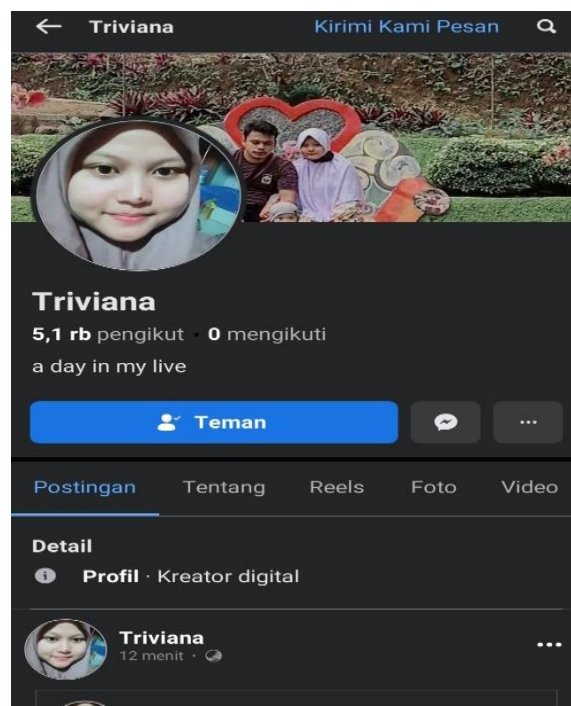 Triviana Kirimi Kami Pesan
Triviana
5,1 rb pengikut · 0 mengikuti
a day in my live
Teman
Postingan Tentang Reels Foto Video
Detail
Profil · Kreator digital
Triviana
12 menit ·